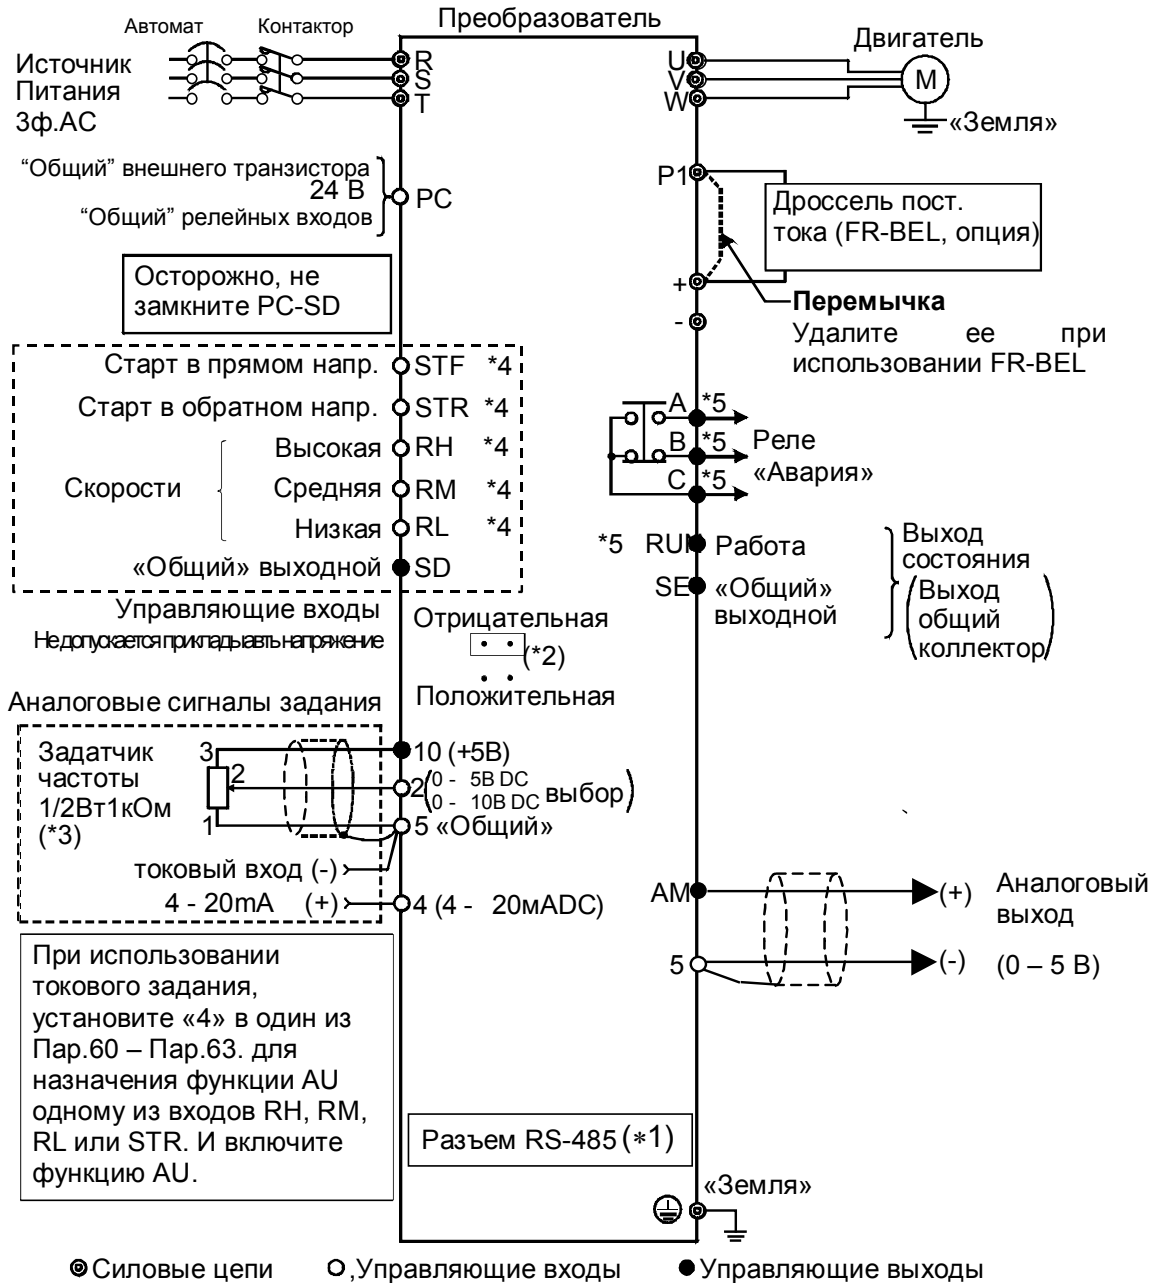 Преобразователь
Автомат
Контактор
Источник
Питания
3ф.AC
R
S
T
U
V
W
Двигатель
M
«Земля»
“Общий” внешнего транзистора
24 В
“Общий” релейных входов
PC
P1
Дроссель пост.
тока (FR-BEL, опция)
Осторожно, не
замкните PC-SD
+
Перемычка
-
Удалите ее при
использовании FR-BEL
Старт в прямом напр.
STF *4
Старт в обратном напр.
STR *4
Скорости
Высокая
RH *4
Средняя
RM *4
Низкая
RL *4
«Общий» выходной
SD
A *5
B *5
C *5
Реле
«Авария»
*5 RUN
Работа
SE
«Общий»
выходной
Выход
состояния
(Выход
общий
коллектор)
Управляющие входы
Не допускается прикладывать напряжение
Отрицательная
(*2)
Положительная
Аналоговые сигналы задания
Задатчик
частоты
1/2Вт1кОм
(*3)
3
2
1
10 (+5В)
2
(0 - 5В DC
0 - 10В DC
выбор)
5 «Общий»
токовый вход (-)
4 - 20mA (+)
4 (4 - 20мADC)
AM
(+)
Аналоговый
выход
5
(-)
(0 – 5 В)
При использовании
токового задания,
установите «4» в один из
Пар.60 – Пар.63. для
назначения функции AU
одному из входов RH, RM,
RL или STR. И включите
функцию AU.
Разъем RS-485 (*1)
«Земля»
Силовые цепи
,Управляющие входы
Управляющие выходы